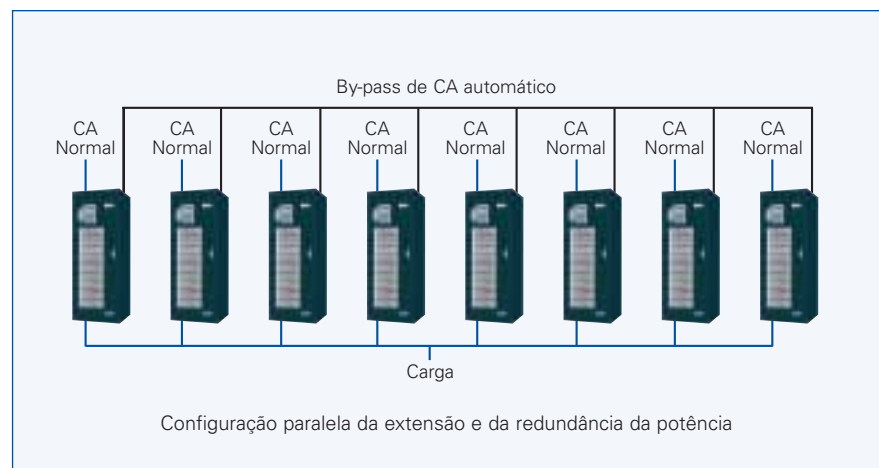 By-pass de CA automático
CA Normal
CA Normal
CA Normal
CA Normal
CA Normal
CA Normal
CA Normal
CA Normal
Carga
Configuração paralela da extensão e da redundância da potência